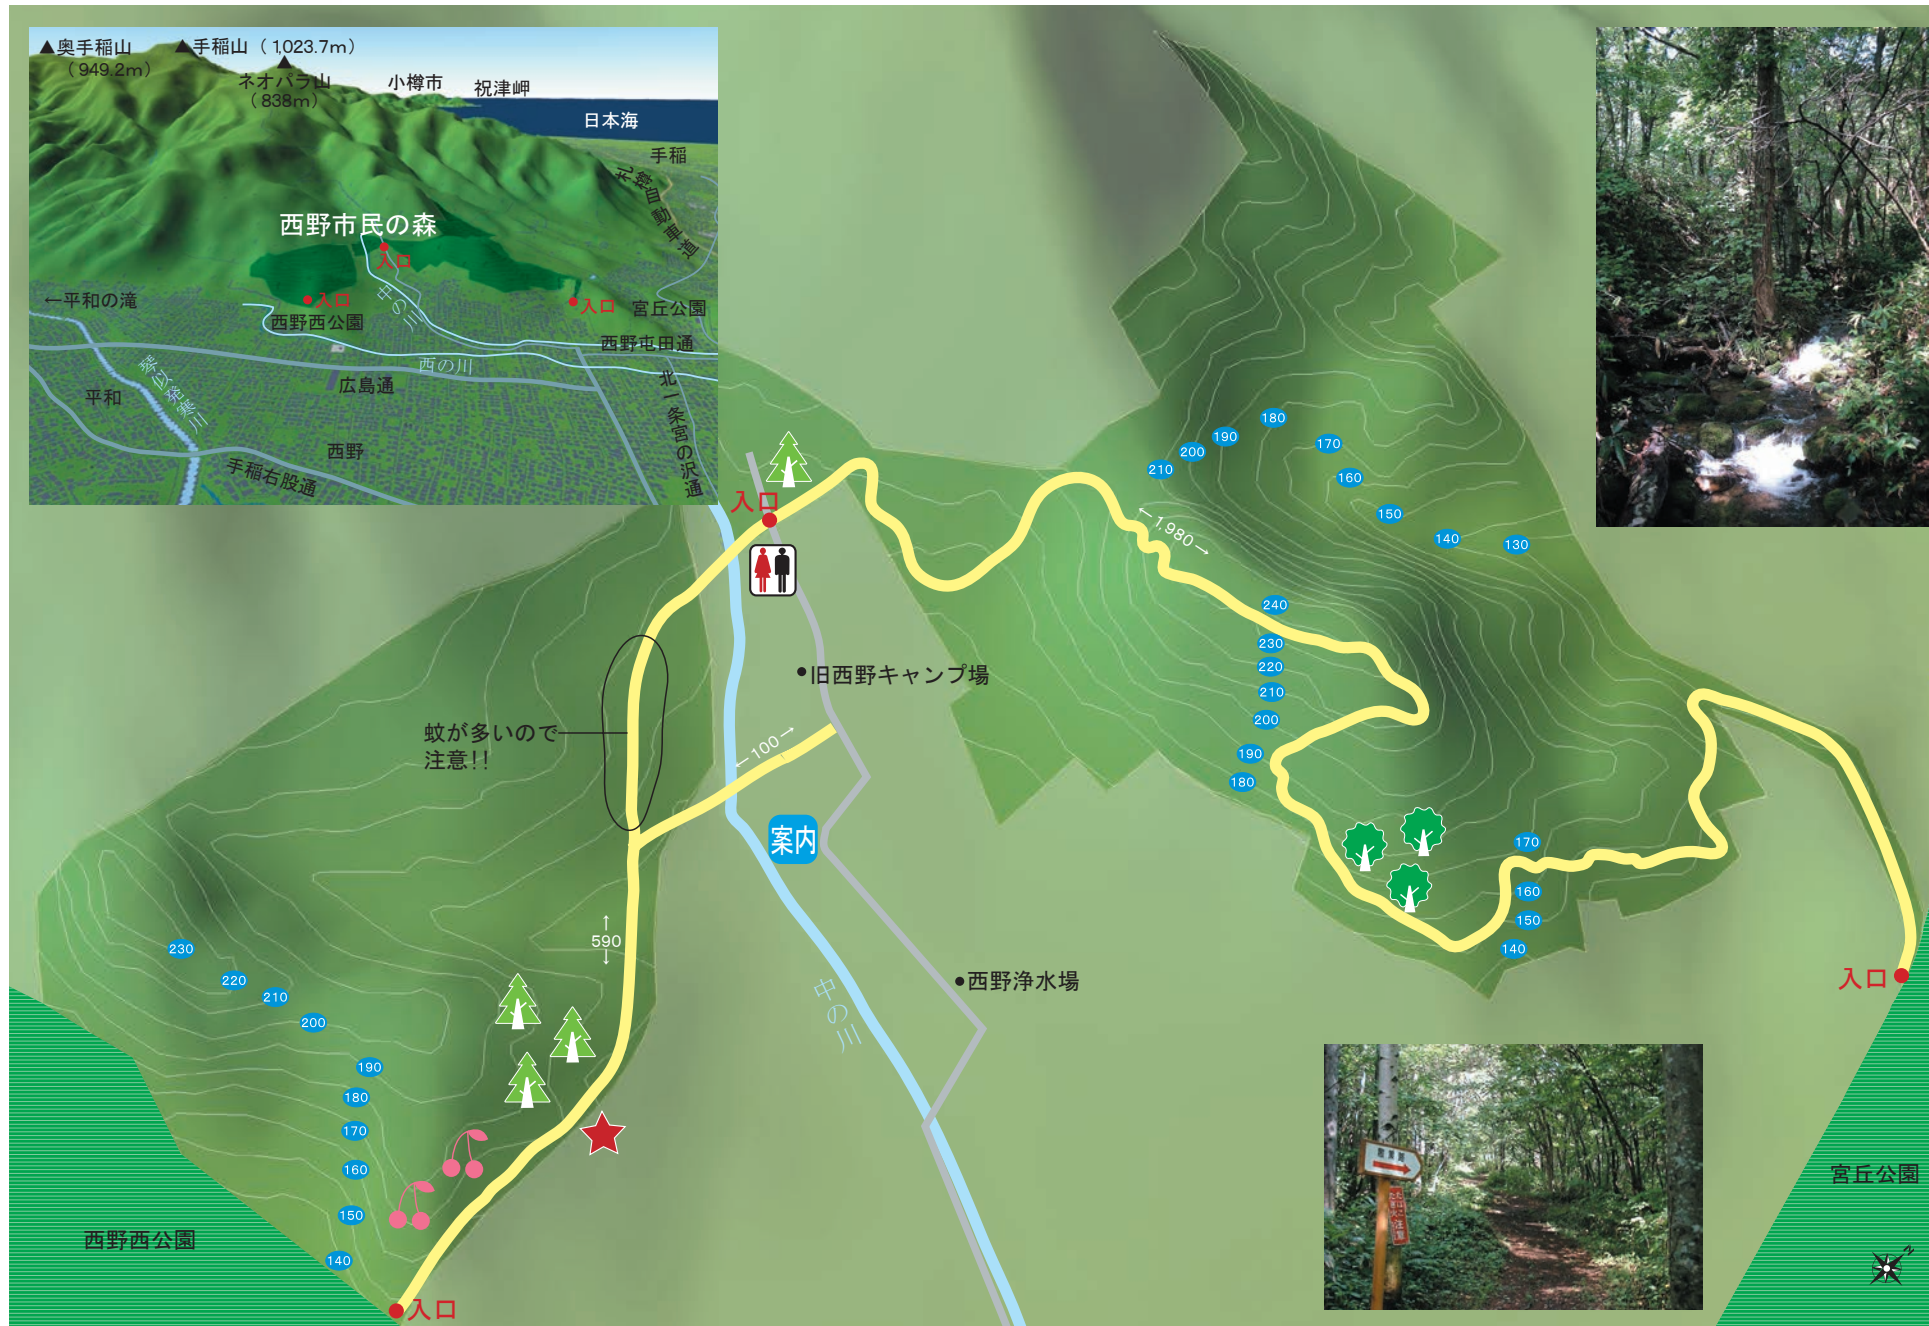 ▲奥手稲山
（949.2m）
▲手稲山（1,023.7m）
▲
ネオパラ山
（838m）
小樽市
祝津岬
日本海
手稲
札樽自動車道
西野市民の森
入口
←平和の滝
入口
中の川
入口
宮丘公園
西野西公園
西野屯田通
琴似発寒川
西の川
広島通
平和
北一条宮の沢通
西野
手稲右股通
入口
旧西野キャンプ場
蚊が多いので
注意!!
←100→
案内
←590→
西野浄水場
中の川
230
220
210
200
190
180
170
160
150
140
西野西公園
入口
←1,980→
210
200
190
180
170
160
150
140
130
240
230
220
210
200
190
180
170
160
150
140
入口
宮丘公園
N
散策路